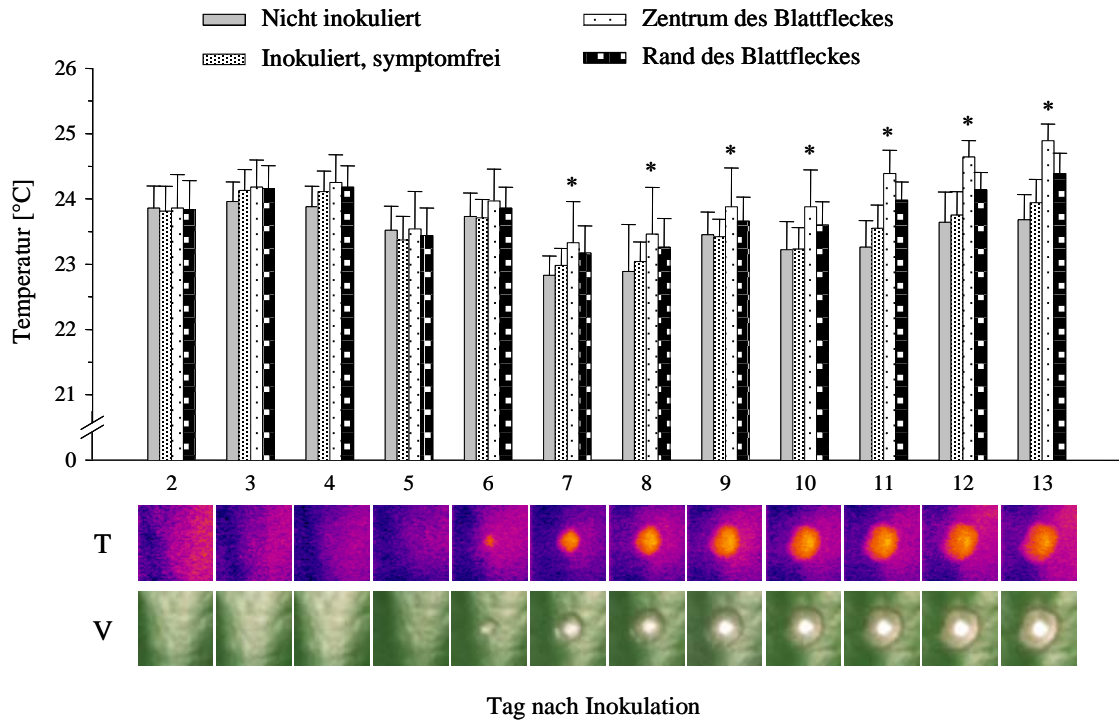 Nicht inokuliert
Zentrum des Blattfleckes
Inokuliert, symptomfrei
Rand des Blattfleckes
Temperatur [°C]
26
25
24
23
22
21
0
* * * * * * *
2 3 4 5 6 7 8 9 10 11 12 13
T
V
Tag nach Inokulation